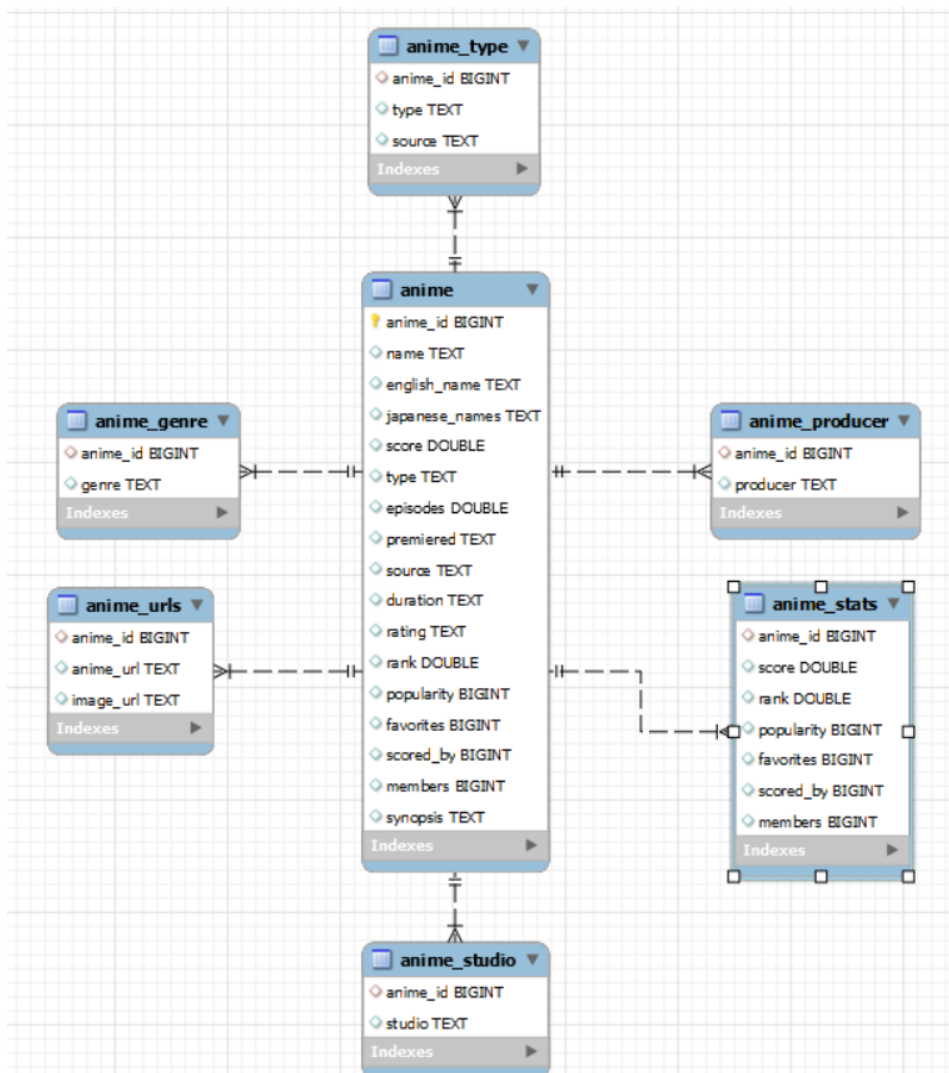 anime_type
anime_id BIGINT
type TEXT
source TEXT
Indexes
anime
anime_id BIGINT
name TEXT
english_name TEXT
japanese_names TEXT
score DOUBLE
type TEXT
episodes DOUBLE
premiered TEXT
source TEXT
duration TEXT
rating TEXT
rank DOUBLE
popularity BIGINT
favorites BIGINT
scored_by BIGINT
members BIGINT
synopsis TEXT
Indexes
anime_genre
anime_id BIGINT
genre TEXT
Indexes
anime_producer
anime_id BIGINT
producer TEXT
Indexes
anime_urls
anime_id BIGINT
anime_url TEXT
image_url TEXT
Indexes
anime_stats
anime_id BIGINT
score DOUBLE
rank DOUBLE
popularity BIGINT
favorites BIGINT
scored_by BIGINT
members BIGINT
Indexes
anime_studio
anime_id BIGINT
studio TEXT
Indexes